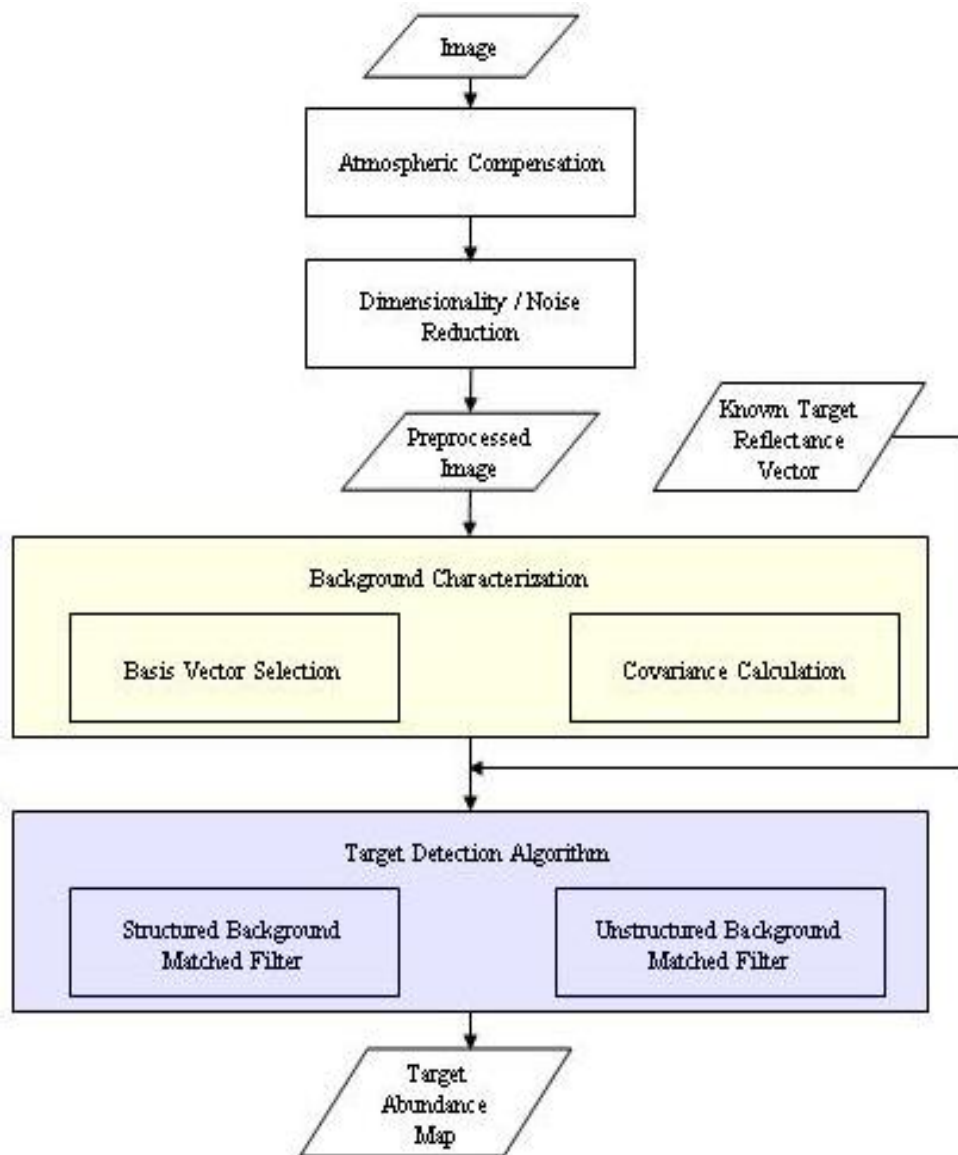 Image
Atmospheric Compensation
Dimensionality / Noise
Reduction
Preprocessed
Image
Known Target
Reflectance
Vector
Background Characterization
Basis Vector Selection
Covariance Calculation
Target Detection Algorithm
Structured Background
Matched Filter
Unstructured Background
Matched Filter
Target
Abundance
Map